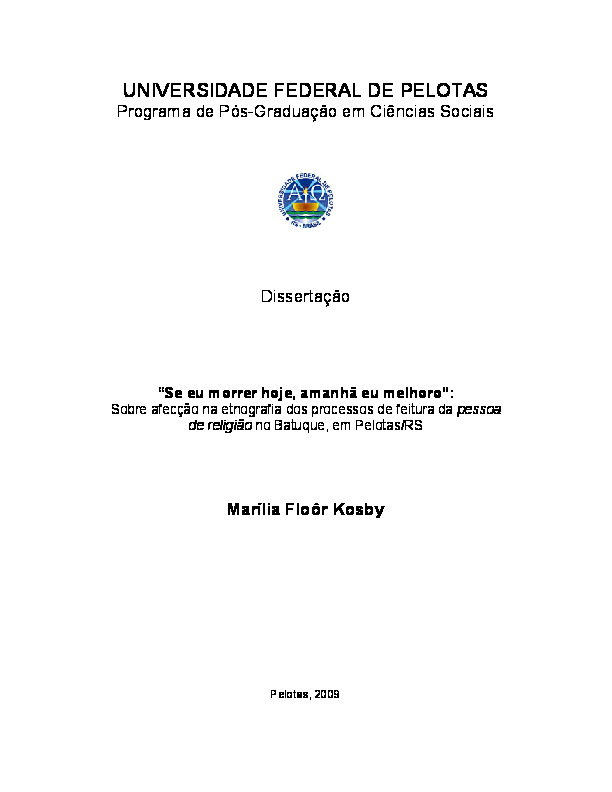 UNIVERSIDADE FEDERAL DE PELOTAS
Programa de Pós-Graduação em Ciências Sociais
UNIVERSIDADE FEDERAL DE PELOTAS
ΑΩ
RS - BRASIL
Dissertação
“Se eu morrer hoje, amanhã eu melhoro”:
Sobre afecção na etnografia dos processos de feitura da pessoa
de religião no Batuque, em Pelotas/RS
Marília Floôr Kosby
Pelotas, 2009